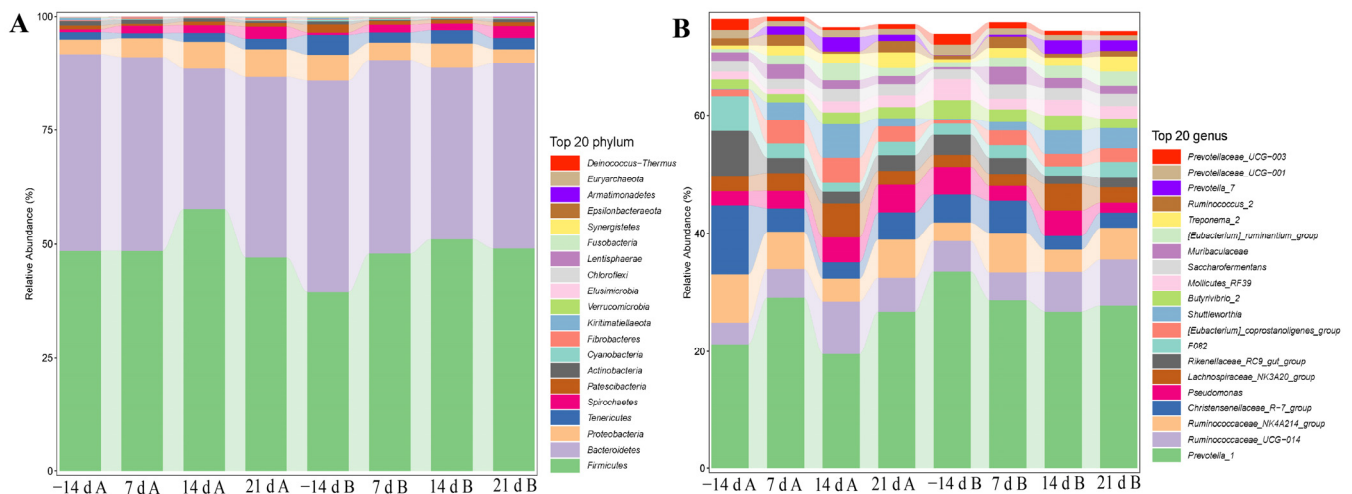 A
100
75
50
25
0
Relative Abundance (%)
−14 d A 7 d A 14 d A 21 d A −14 d B 7 d B 14 d B 21 d B
Top 20 phylum
Deinococcus-Thermus
Euryarchaeota
Armatimonadetes
Epsilonbacteraeota
Synergistetes
Fusobacteria
Lentisphaerae
Chloroflexi
Elusimicrobia
Verrucomicrobia
Kiritimatiellaeota
Fibrobacteres
Cyanobacteria
Actinobacteria
Patescibacteria
Spirochaetes
Tenericutes
Proteobacteria
Bacteroidetes
Firmicutes
B
60
40
20
0
Relative Abundance (%)
−14 d A 7 d A 14 d A 21 d A −14 d B 7 d B 14 d B 21 d B
Top 20 genus
Prevotellaceae_UCG-003
Prevotellaceae_UCG-001
Prevotella_7
Ruminococcus_2
Treponema_2
[Eubacterium]_ruminantium_group
Muribaculaceae
Saccharofermentans
Mollicutes_RF39
Butyrivibrio_2
Shuttleworthia
[Eubacterium]_coprostanoligenes_group
F082
Rikenellaceae_RC9_gut_group
Lachnospiraceae_NK3A20_group
Pseudomonas
Christensenellaceae_R-7_group
Ruminococcaceae_NK4A214_group
Ruminococcaceae_UCG-014
Prevotella_1